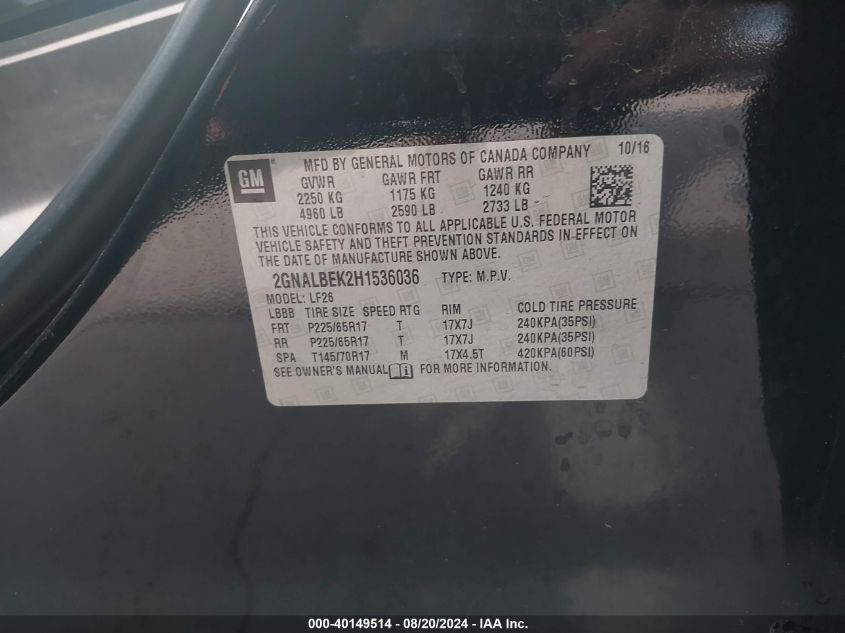 GM
MFD BY GENERAL MOTORS OF CANADA COMPANY 10/16
GVWR GAWR FRT GAWR RR
2250 KG 1175 KG 1240 KG
4960 LB 2590 LB 2733 LB
THIS VEHICLE CONFORMS TO ALL APPLICABLE U.S. FEDERAL MOTOR
VEHICLE SAFETY AND THEFT PREVENTION STANDARDS IN EFFECT ON
THE DATE OF MANUFACTURE SHOWN ABOVE.
2GNALBEK2H1536036 TYPE: M.P.V.
MODEL: LF26
LBBB TIRE SIZE SPEED RTG RIM COLD TIRE PRESSURE
FRT P225/65R17 T 17X7J 240KPA(35PSI)
RR P225/65R17 T 17X7J 240KPA(35PSI)
SPA T145/70R17 M 17X4.5T 420KPA(60PSI)
SEE OWNER'S MANUAL FOR MORE INFORMATION.
000-40149514 - 08/20/2024 - IAA Inc.